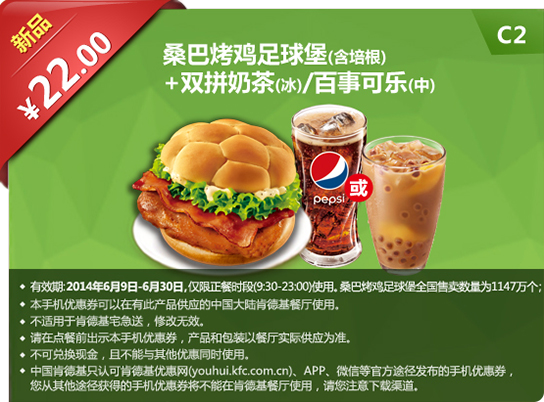 新品
¥22.00
C2
桑巴烤鸡足球堡(含培根)
+双拼奶茶(冰)/百事可乐(中)
pepsi
或
◆ 有效期:2014年6月9日-6月30日,仅限正餐时段(9:30-23:00)使用。桑巴烤鸡足球堡全国售卖数量为1147万个;
◆ 本手机优惠券可以在有此产品供应的中国大陆肯德基餐厅使用。
◆ 不适用于肯德基宅急送，修改无效。
◆ 请在点餐前出示本手机优惠券，产品和包装以餐厅实际供应为准。
◆ 不可兑换现金，且不能与其他优惠同时使用。
◆ 中国肯德基只认可肯德基优惠网(youhui.kfc.com.cn)、APP、微信等官方途径发布的手机优惠券，
您从其他途径获得的手机优惠券将不能在肯德基餐厅使用，请您注意下载渠道。